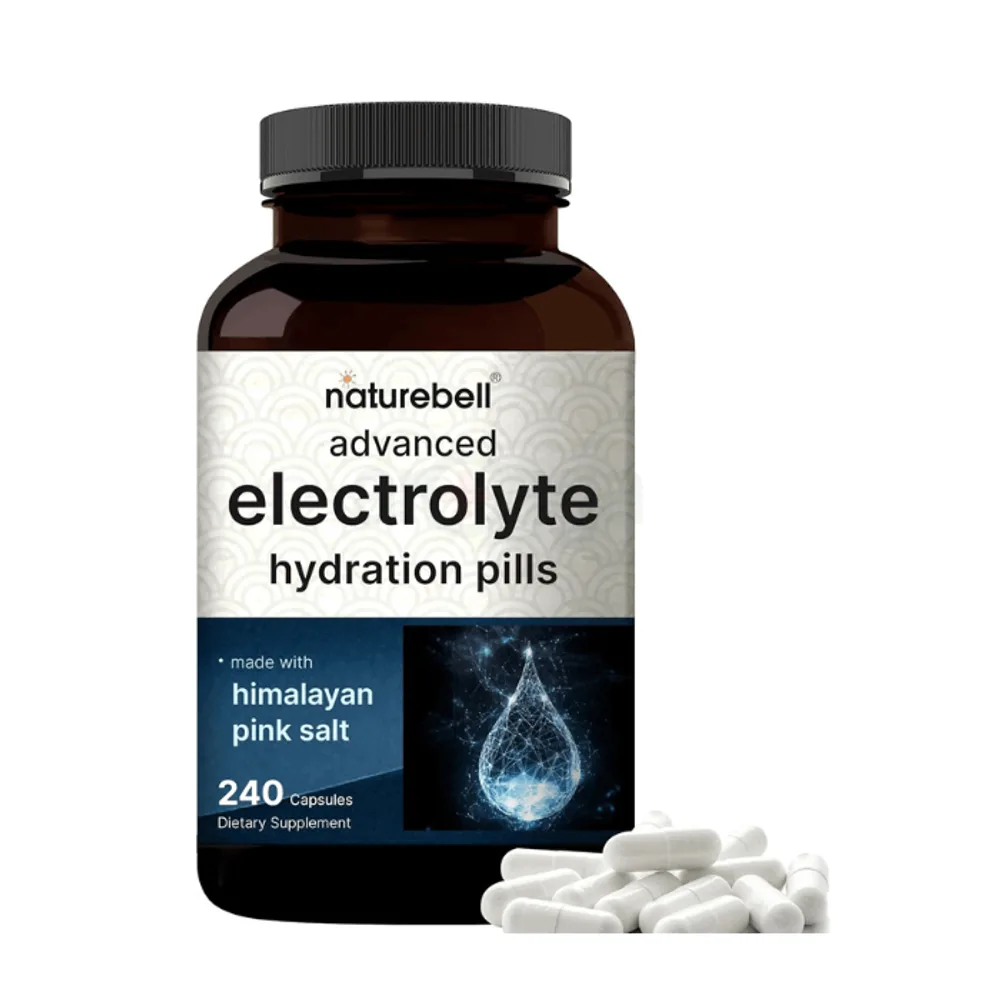 naturebell®
advanced
electrolyte
hydration pills
• made with
himalayan
pink salt
240 Capsules
Dietary Supplement